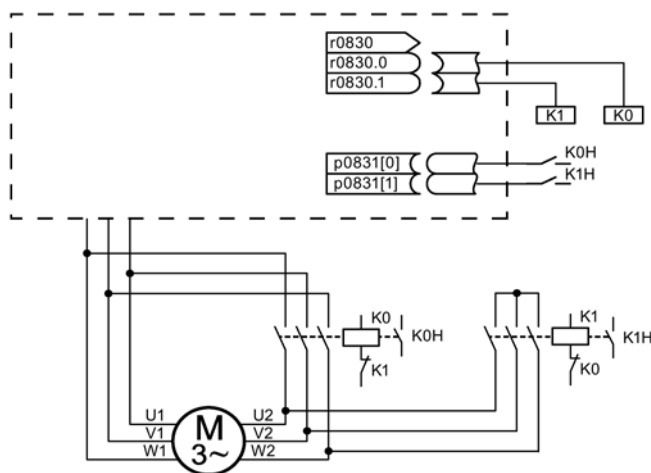 r0830
r0830.0
r0830.1
K1 K0
p0831[0] K0H
p0831[1] K1H
K0 K0H K1
K1 K1H K0
U1 M 3~ U2
V1 V2
W1 W2